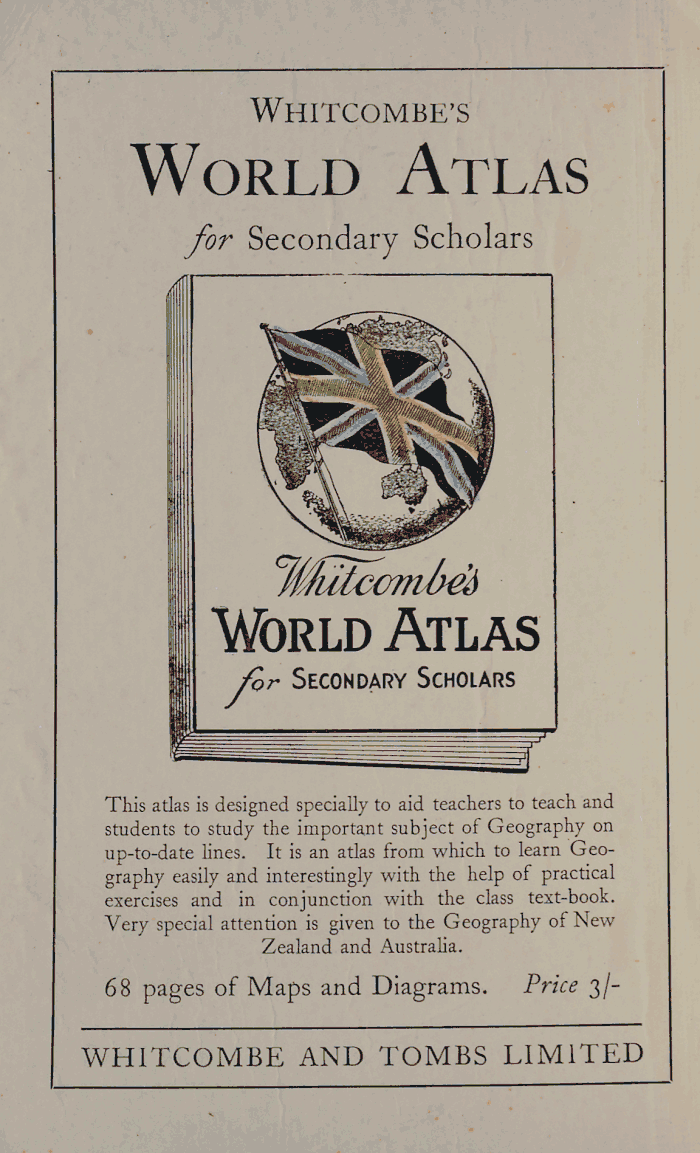 WHITCOMBE'S
WORLD ATLAS
for Secondary Scholars
Whitcombe's
WORLD ATLAS
for SECONDARY SCHOLARS
This atlas is designed specially to aid teachers to teach and
students to study the important subject of Geography on
up-to-date lines. It is an atlas from which to learn Geo-
graphy easily and interestingly with the help of practical
exercises and in conjunction with the class text-book.
Very special attention is given to the Geography of New
Zealand and Australia.
68 pages of Maps and Diagrams. Price 3/-
WHITCOMBE AND TOMBS LIMITED